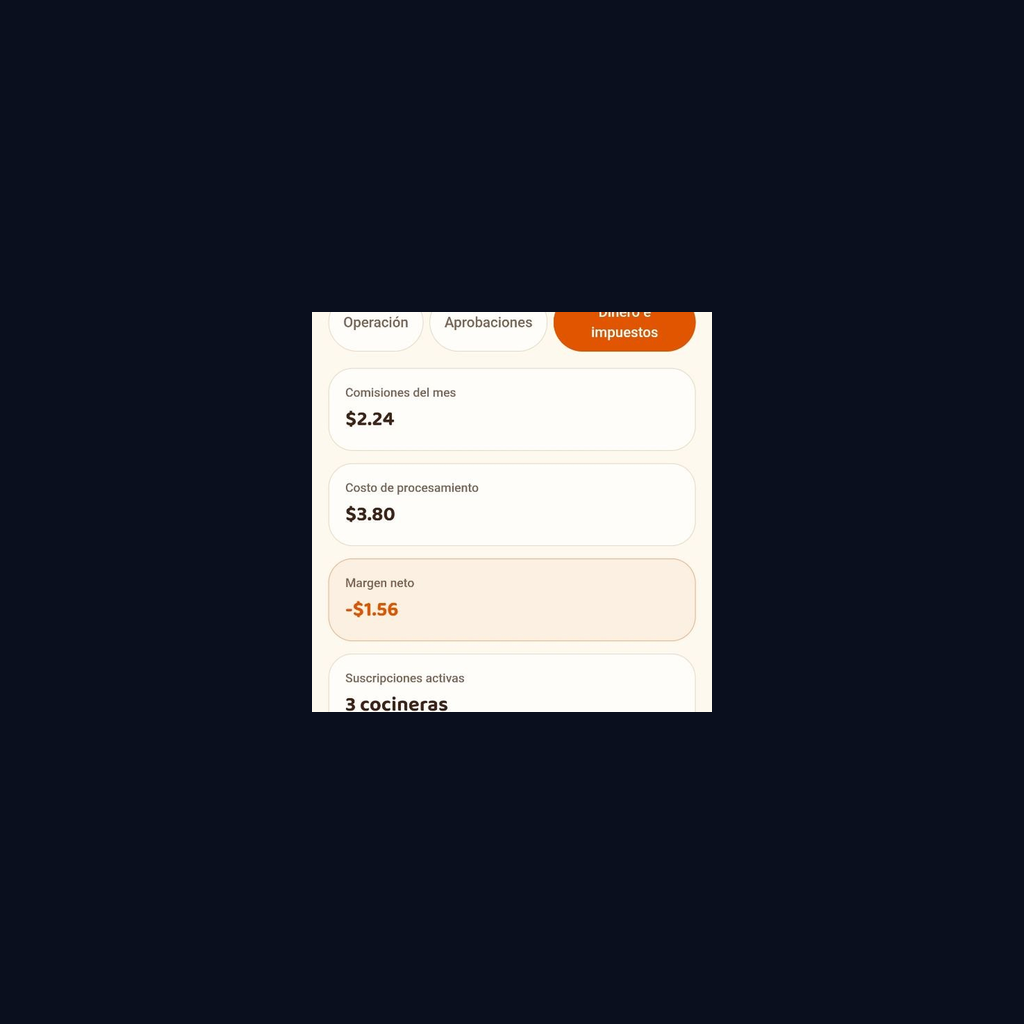 Operación
Aprobaciones
Dinero e
impuestos
Comisiones del mes
$2.24
Costo de procesamiento
$3.80
Margen neto
-$1.56
Suscripciones activas
3 cocineras